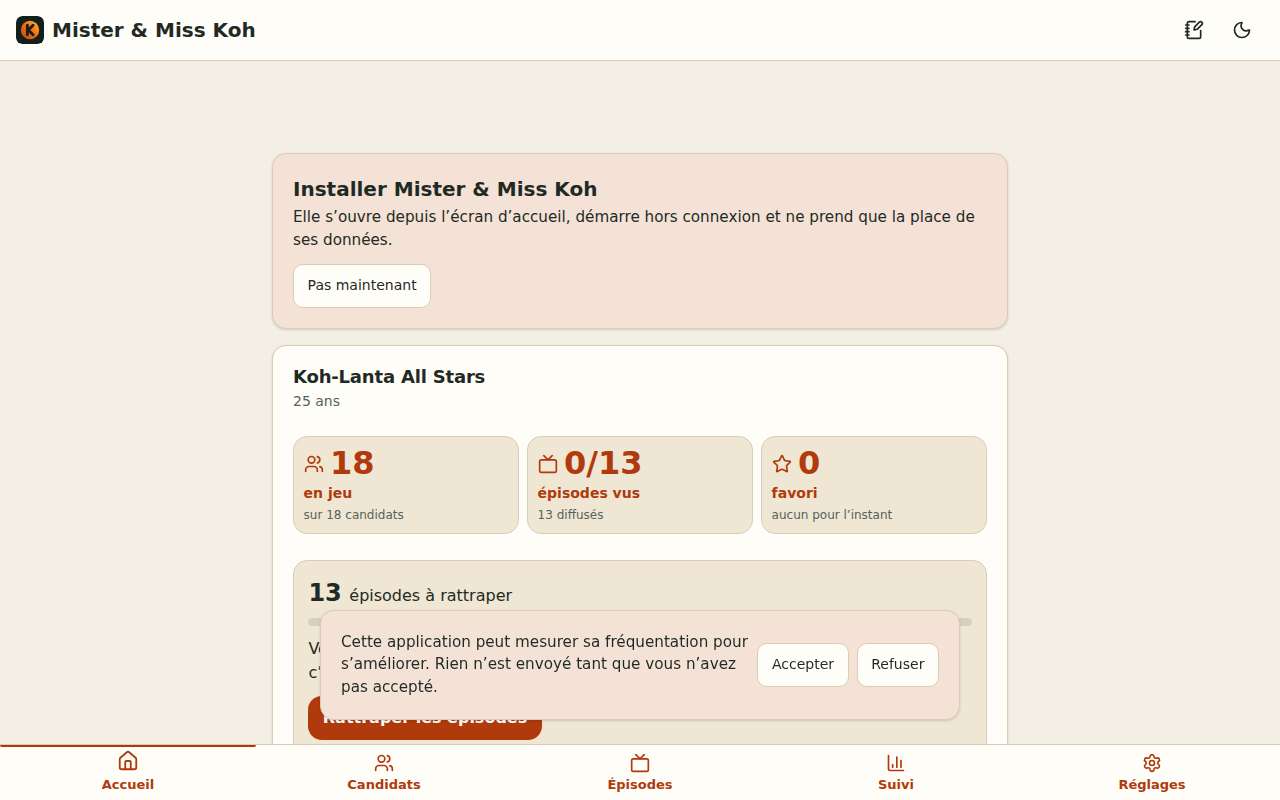 Mister & Miss Koh
Installer Mister & Miss Koh
Elle s’ouvre depuis l’écran d’accueil, démarre hors connexion et ne prend que la place de
ses données.
Pas maintenant
Koh-Lanta All Stars
25 ans
18
en jeu
sur 18 candidats
0/13
épisodes vus
13 diffusés
0
favori
aucun pour l’instant
13 épisodes à rattraper
Cette application peut mesurer sa fréquentation pour
s’améliorer. Rien n’est envoyé tant que vous n’avez
pas accepté.
Accepter
Refuser
Rattraper les épisodes
Accueil
Candidats
Épisodes
Suivi
Réglages